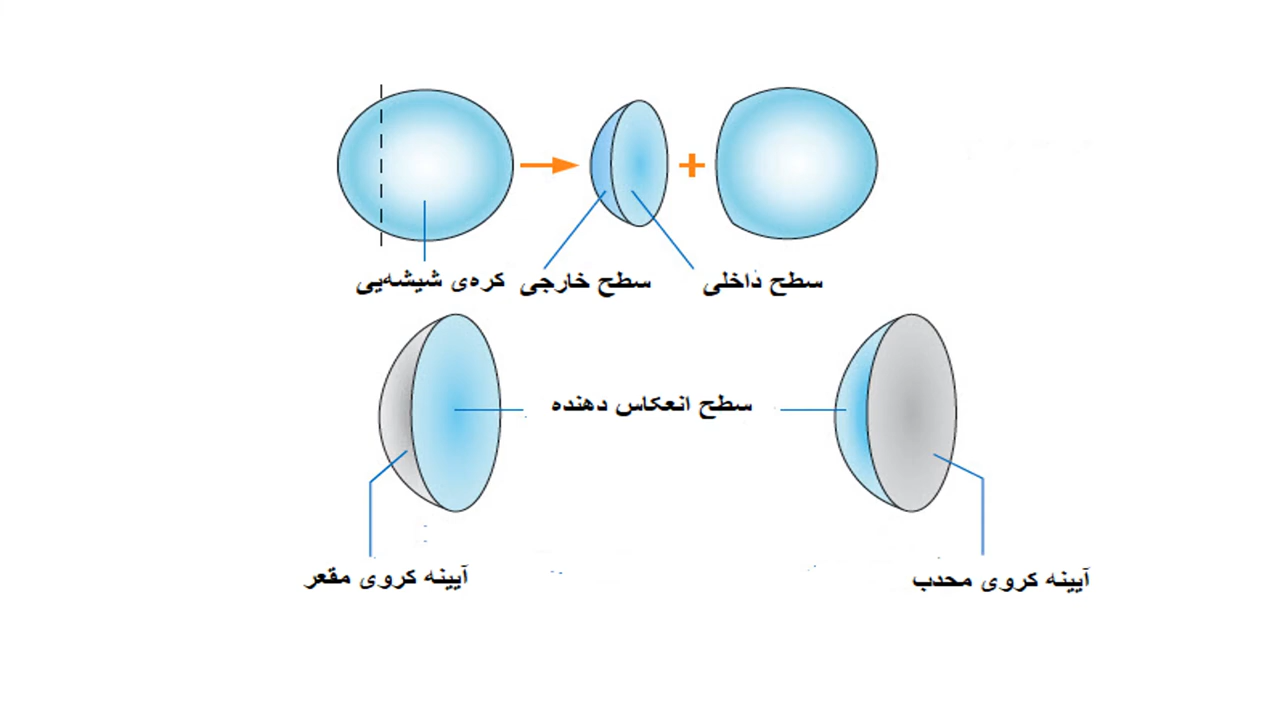 کره‌ی شیشه‌یی
سطح خارجی
سطح داخلی
سطح انعکاس دهنده
آیینه کروی مقعر
آیینه کروی محدب